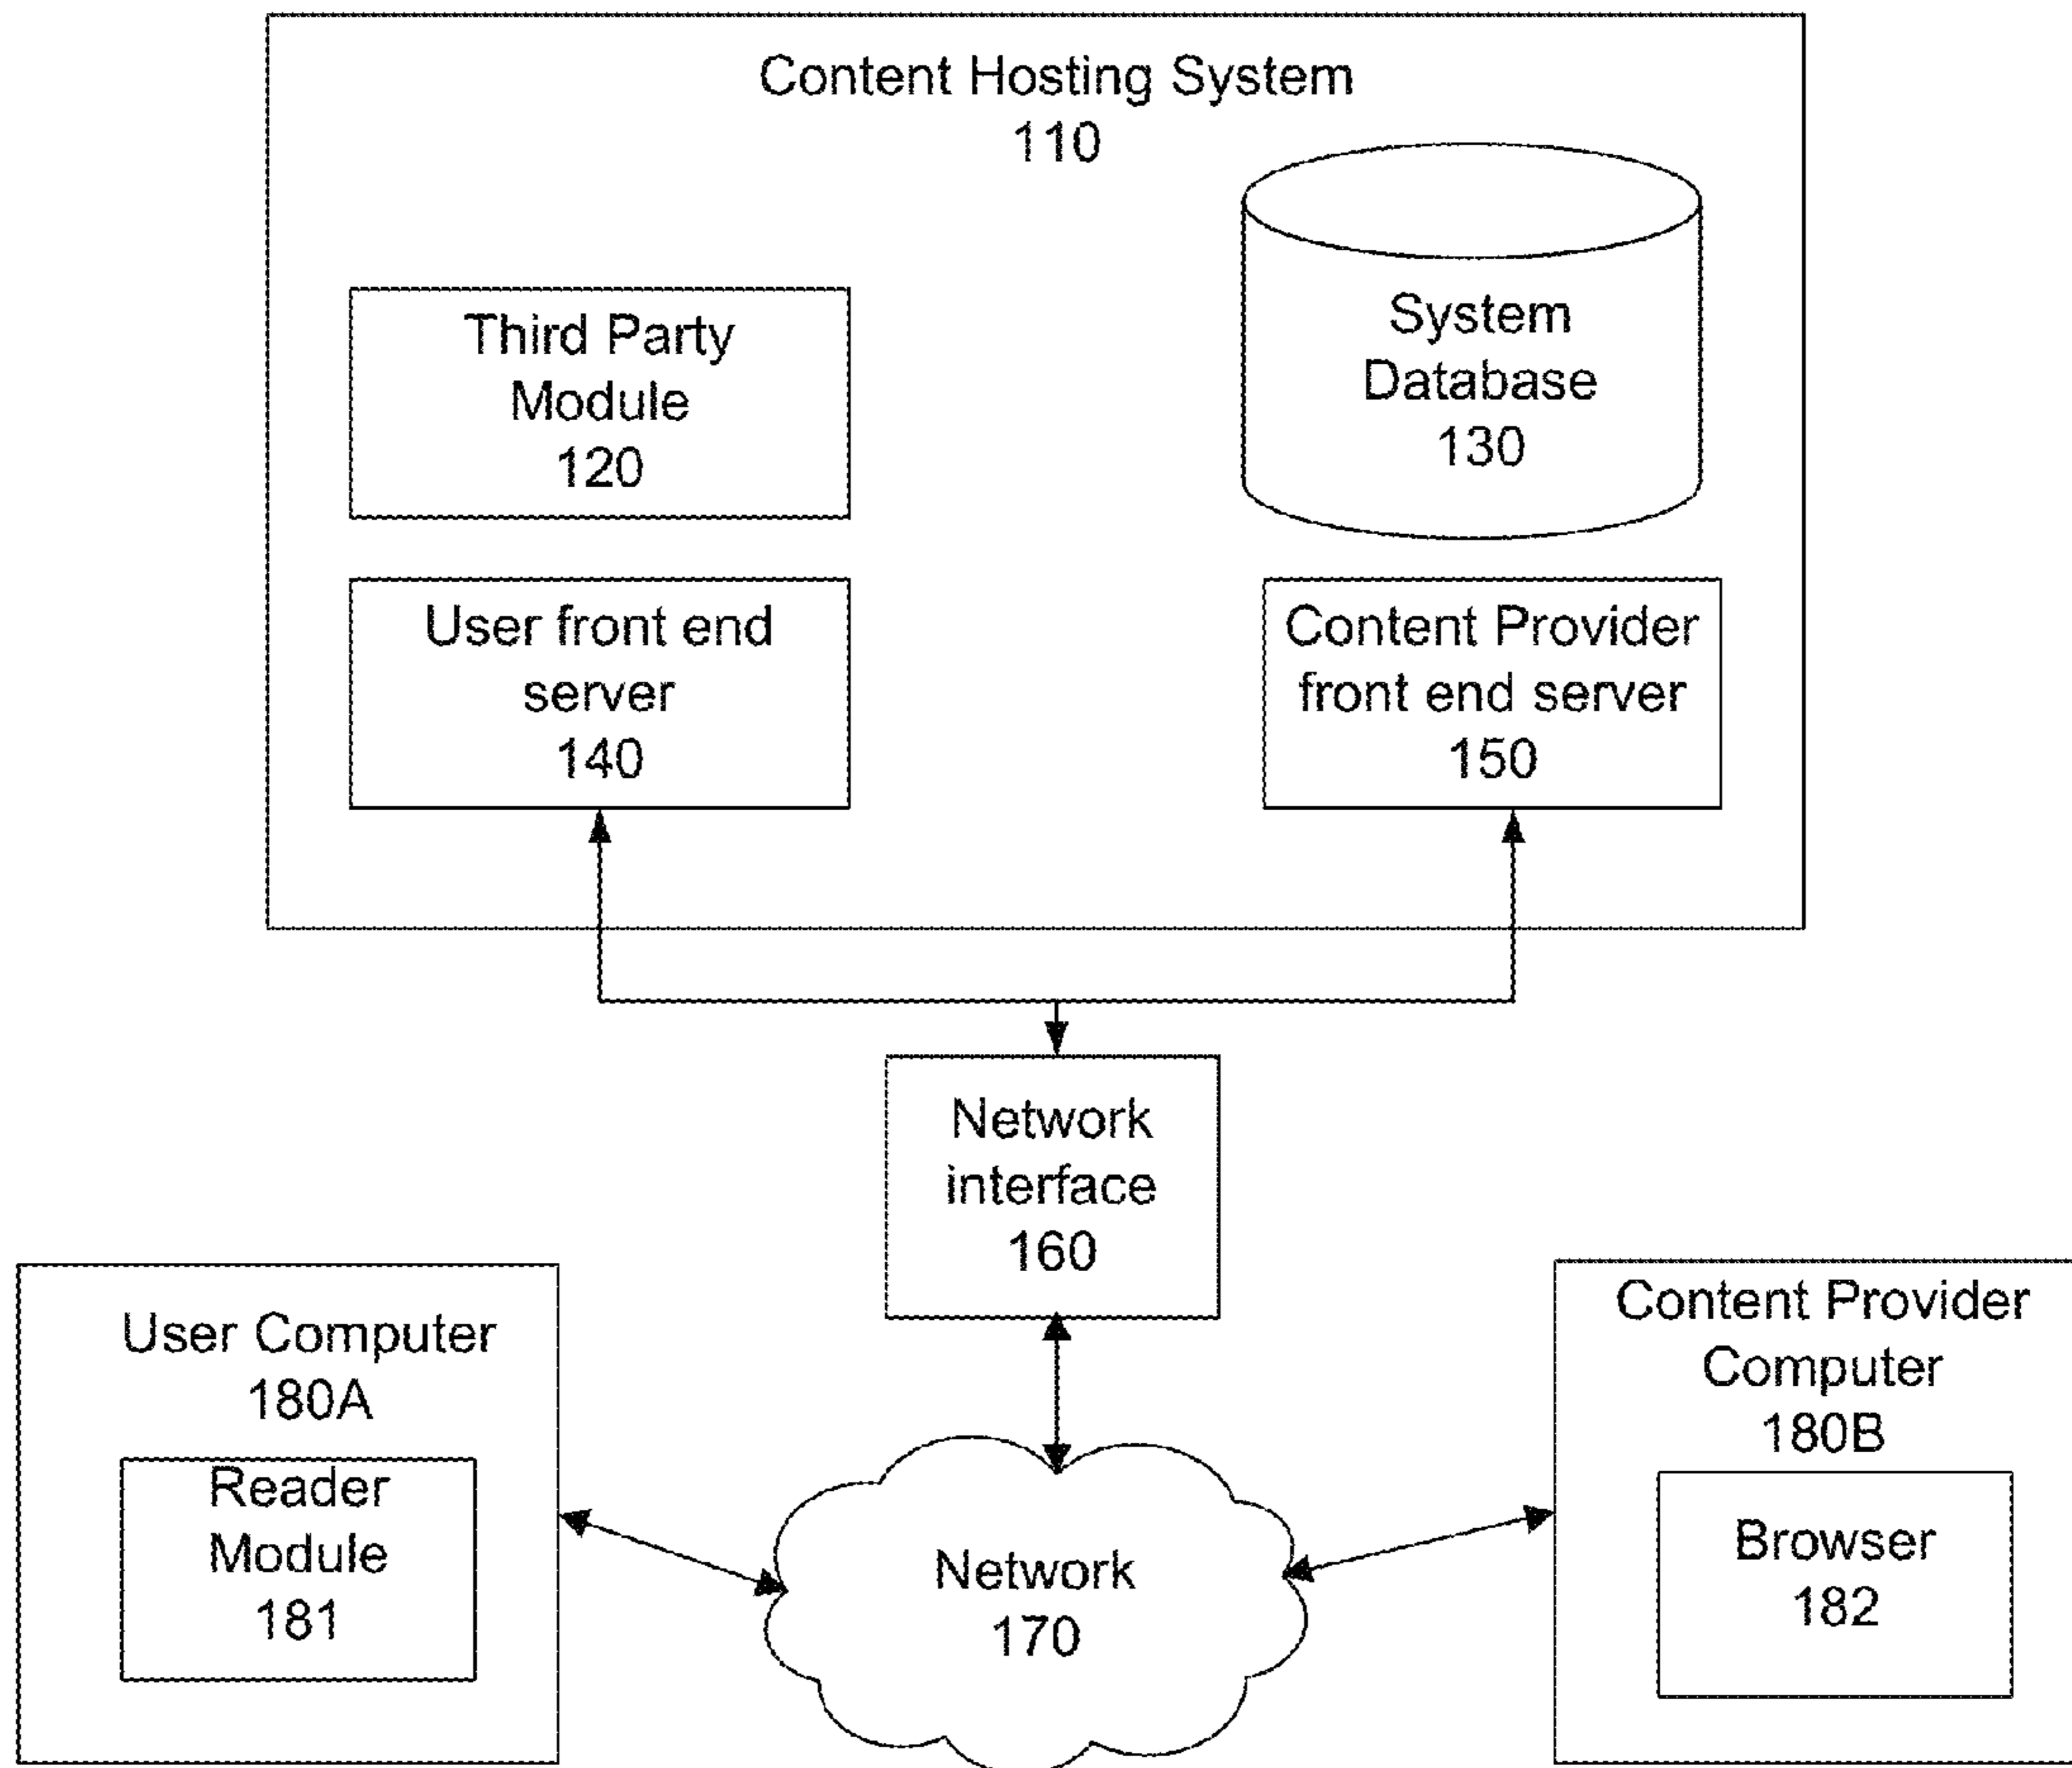 Content Hosting System
110
Third Party
Module
120
System
Database
130
User front end
server
140
Content Provider
front end server
150
Network
interface
160
User Computer
180A
Reader
Module
181
Network
170
Content Provider
Computer
180B
Browser
182